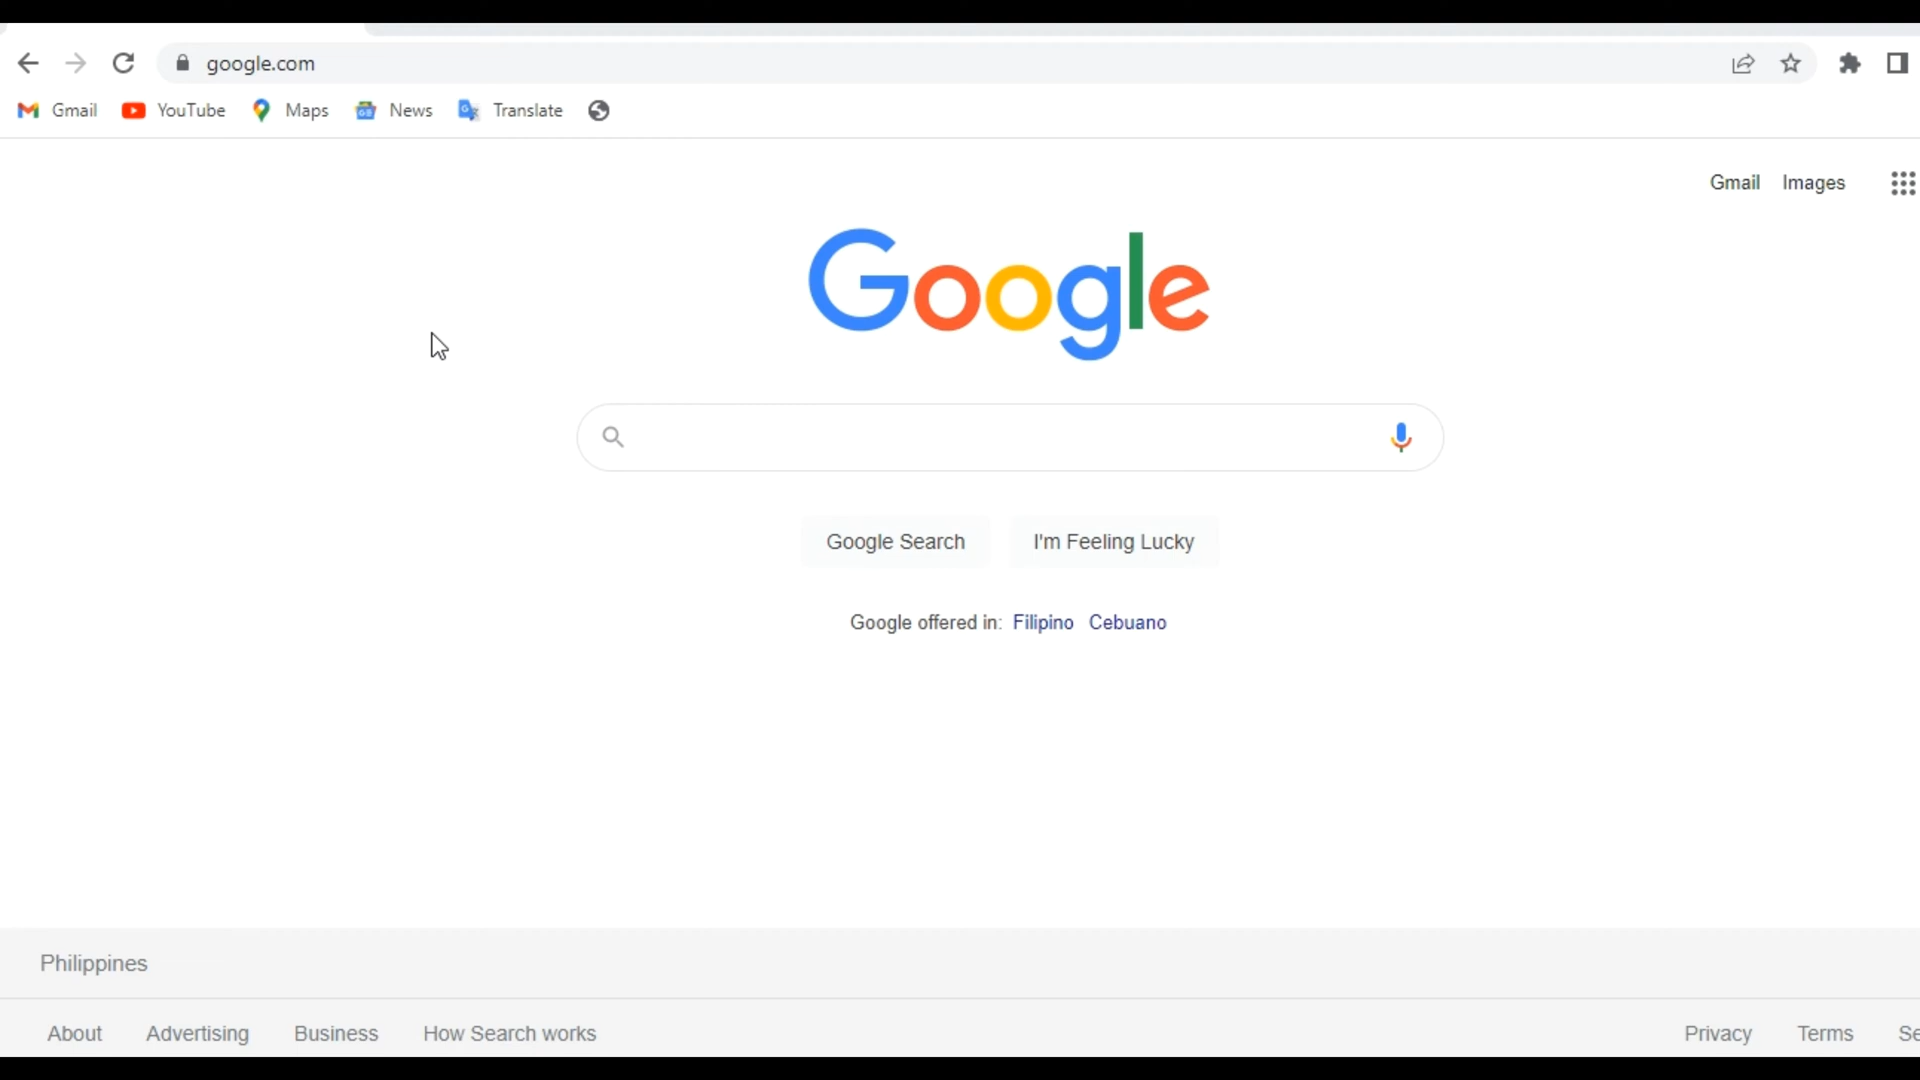 google.com
Gmail YouTube Maps News Translate
Gmail Images
Google
Google Search I'm Feeling Lucky
Google offered in: Filipino Cebuano
Philippines
About Advertising Business How Search works Privacy Terms Se